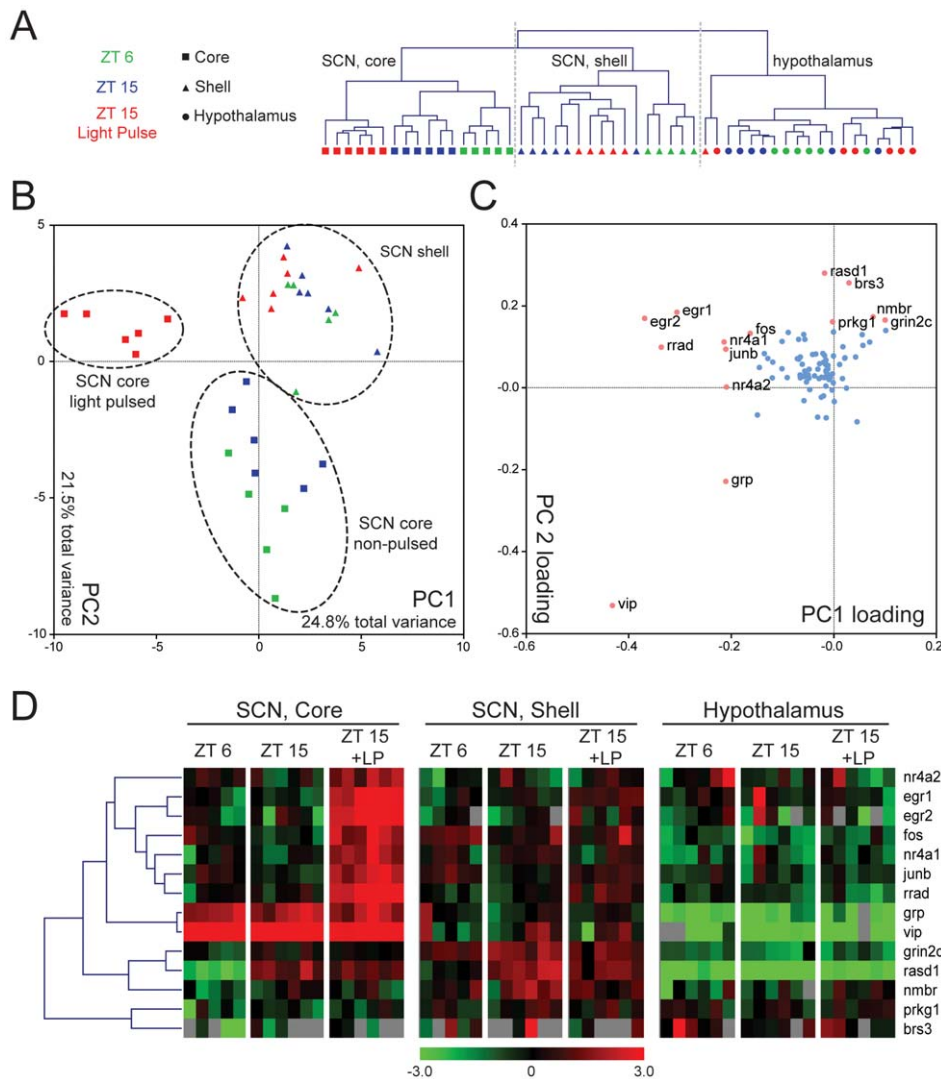 A
ZT 6
ZT 15
ZT 15
Light Pulse
Core
Shell
Hypothalamus
SCN, core
SCN, shell
hypothalamus
B
5
0
-5
-10
-10
-5
0
5
10
SCN shell
SCN core
light pulsed
SCN core
non-pulsed
PC2
21.5% total variance
PC1
24.8% total variance
C
0.4
0.2
-0.0
-0.2
-0.4
-0.6
-0.6
-0.4
-0.2
-0.0
0.2
rasd1
brs3
nmbr
grin2c
prkg1
fos
egr1
egr2
rrad
nr4a1
junb
nr4a2
grp
vip
PC 2 loading
PC1 loading
D
SCN, Core
SCN, Shell
Hypothalamus
ZT 6
ZT 15
ZT 15
+LP
ZT 6
ZT 15
ZT 15
+LP
ZT 6
ZT 15
ZT 15
+LP
nr4a2
egr1
egr2
fos
nr4a1
junb
rrad
grp
vip
grin2c
rasd1
nmbr
prkg1
brs3
-3.0
0
3.0